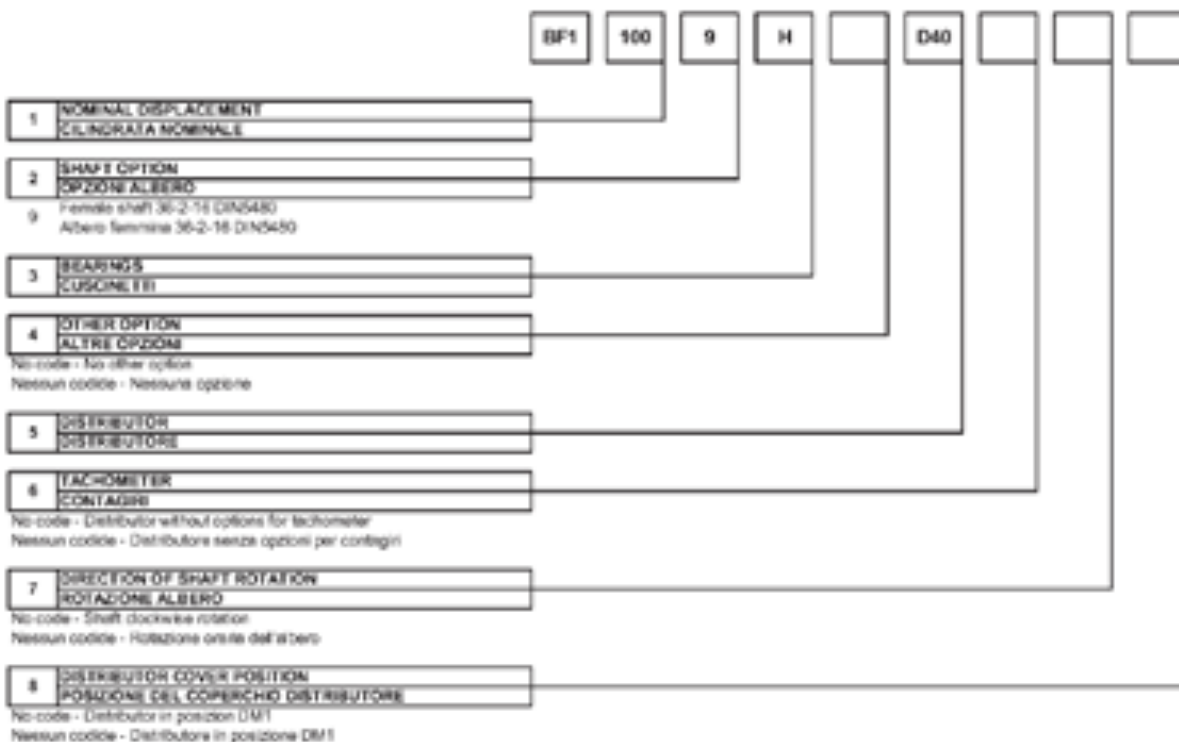 BF1 100 9 H D40
1 NOMINAL DISPLACEMENT
CILINDRATA NOMINALE
2 SHAFT OPTION
OPZIONI ALBERO
9 Female shaft 36-2-16 DIN5480
Albero femmina 36-2-16 DIN5480
3 BEARINGS
CUSCINETTI
4 OTHER OPTION
ALTRE OPZIONI
No code - No other option
Nessun codide - Nessuna opzione
5 DISTRIBUTOR
DISTRIBUTORE
6 TACHOMETER
CONTAGIRI
No code - Distributor without options for tachometer
Nessun codide - Distributore senza opzioni per contagiri
7 DIRECTION OF SHAFT ROTATION
ROTAZIONE ALBERO
No code - Shaft clockwise rotation
Nessun codide - Rotazione oraria dell'albero
8 DISTRIBUTOR COVER POSITION
POSIZIONE DEL COPERCHIO DISTRIBUTORE
No code - Distributor in position DM1
Nessun codide - Distributore in posizione DM1